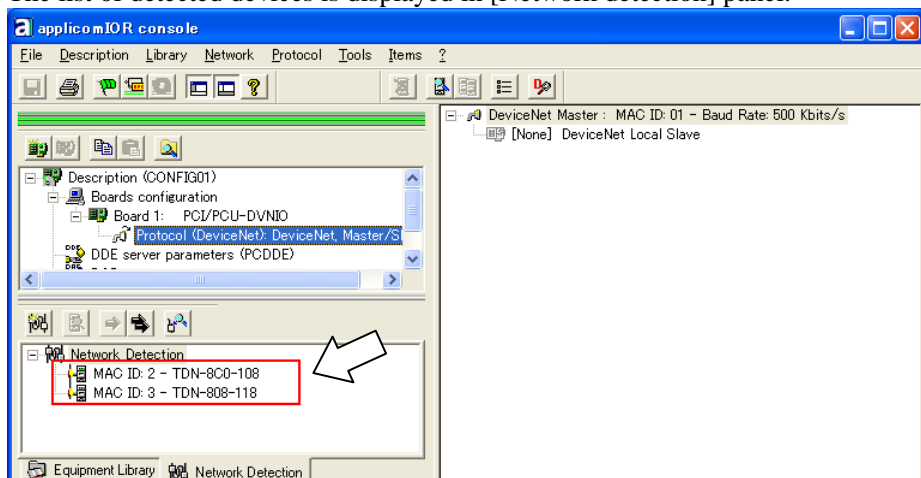 The list of detected devices is displayed in [Network detection] panel.
applicomIOR console
File Description Library Network Protocol Tools Items ?
DeviceNet Master : MAC ID: 01 - Baud Rate: 500 Kbits/s
[None] DeviceNet Local Slave
Description (CONFIG01)
Boards configuration
Board 1: PCI/PCU-DVNIO
Protocol (DeviceNet): DeviceNet, Master/S
DDE server parameters (PCDDE)
Network Detection
MAC ID: 2 - TDN-8C0-108
MAC ID: 3 - TDN-808-118
Equipment Library Network Detection